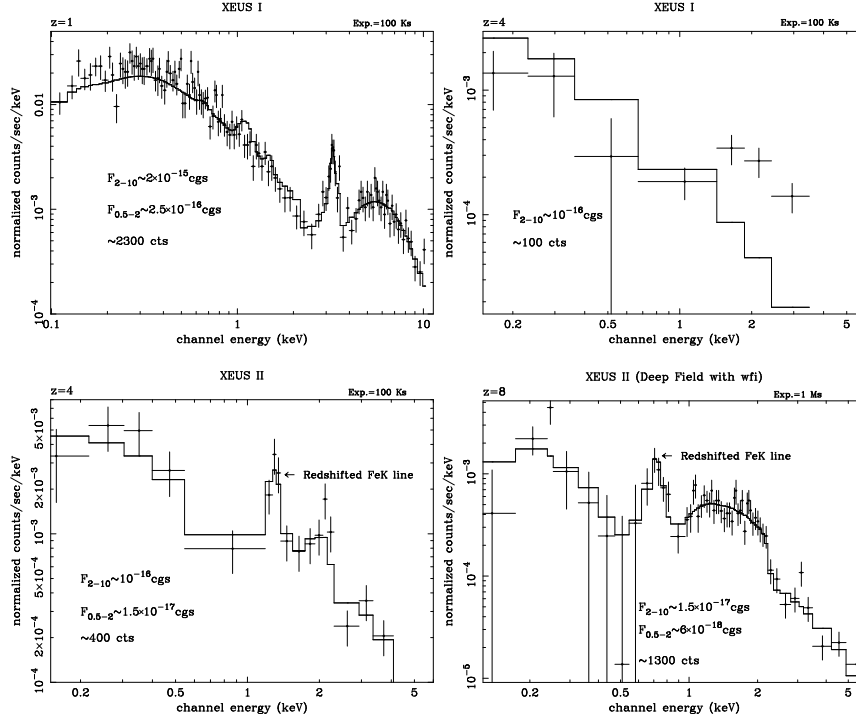 XEUS I
z=1
Exp.=100 Ks
normalized counts/sec/keV
0.01
10⁻³
10⁻⁴
F₂₋₁₀~2×10⁻¹⁵cgs
F₀.₅₋₂~2.5×10⁻¹⁶cgs
~2300 cts
0.1
1
10
channel energy (keV)
XEUS I
z=4
Exp.=100 Ks
normalized counts/sec/keV
10⁻³
10⁻⁴
F₂₋₁₀~10⁻¹⁶cgs
~100 cts
0.2
0.5
1
2
5
channel energy (keV)
XEUS II
z=4
Exp.=100 Ks
normalized counts/sec/keV
5×10⁻³
2×10⁻³
10⁻³
5×10⁻⁴
2×10⁻⁴
10⁻⁴
← Redshifted FeK line
F₂₋₁₀~10⁻¹⁶cgs
F₀.₅₋₂~1.5×10⁻¹⁷cgs
~400 cts
0.2
0.5
1
2
5
channel energy (keV)
XEUS II (Deep Field with wfi)
z=8
Exp.=1 Ms
normalized counts/sec/keV
10⁻³
10⁻⁴
10⁻⁵
← Redshifted FeK line
F₂₋₁₀~1.5×10⁻¹⁷cgs
F₀.₅₋₂~6×10⁻¹⁸cgs
~1300 cts
0.2
0.5
1
2
5
channel energy (keV)